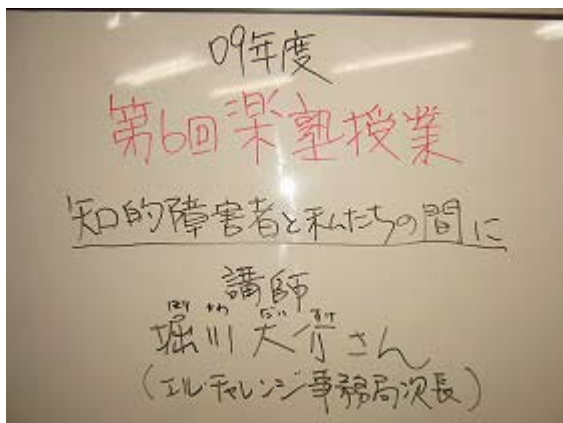 09年度
第6回楽塾授業
知的障害者と私たちの間に
講師
ほり かわ だい すけ
堀川大介さん
(エル・チャレンジ事務局次長)